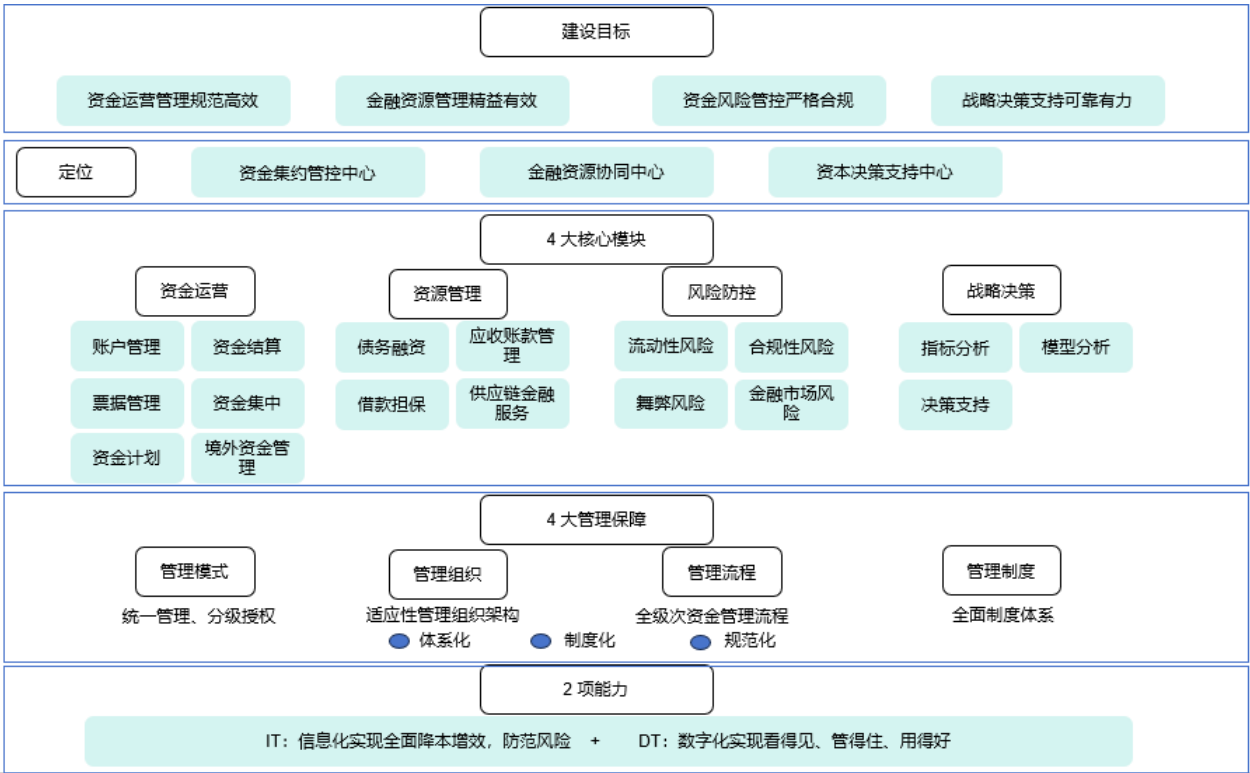 建设目标
资金运营管理规范高效
金融资源管理精益有效
资金风险管控严格合规
战略决策支持可靠有力
定位
资金集约管控中心
金融资源协同中心
资本决策支持中心
4 大核心模块
资金运营
资源管理
风险防控
战略决策
账户管理
资金结算
票据管理
资金集中
资金计划
境外资金管
理
债务融资
应收账款管
理
借款担保
供应链金融
服务
流动性风险
合规性风险
舞弊风险
金融市场风
险
指标分析
模型分析
决策支持
4 大管理保障
管理模式
管理组织
管理流程
管理制度
统一管理、分级授权
适应性管理组织架构
全级次资金管理流程
全面制度体系
体系化
制度化
规范化
2 项能力
IT：信息化实现全面降本增效，防范风险 + DT：数字化实现看得见、管得住、用得好